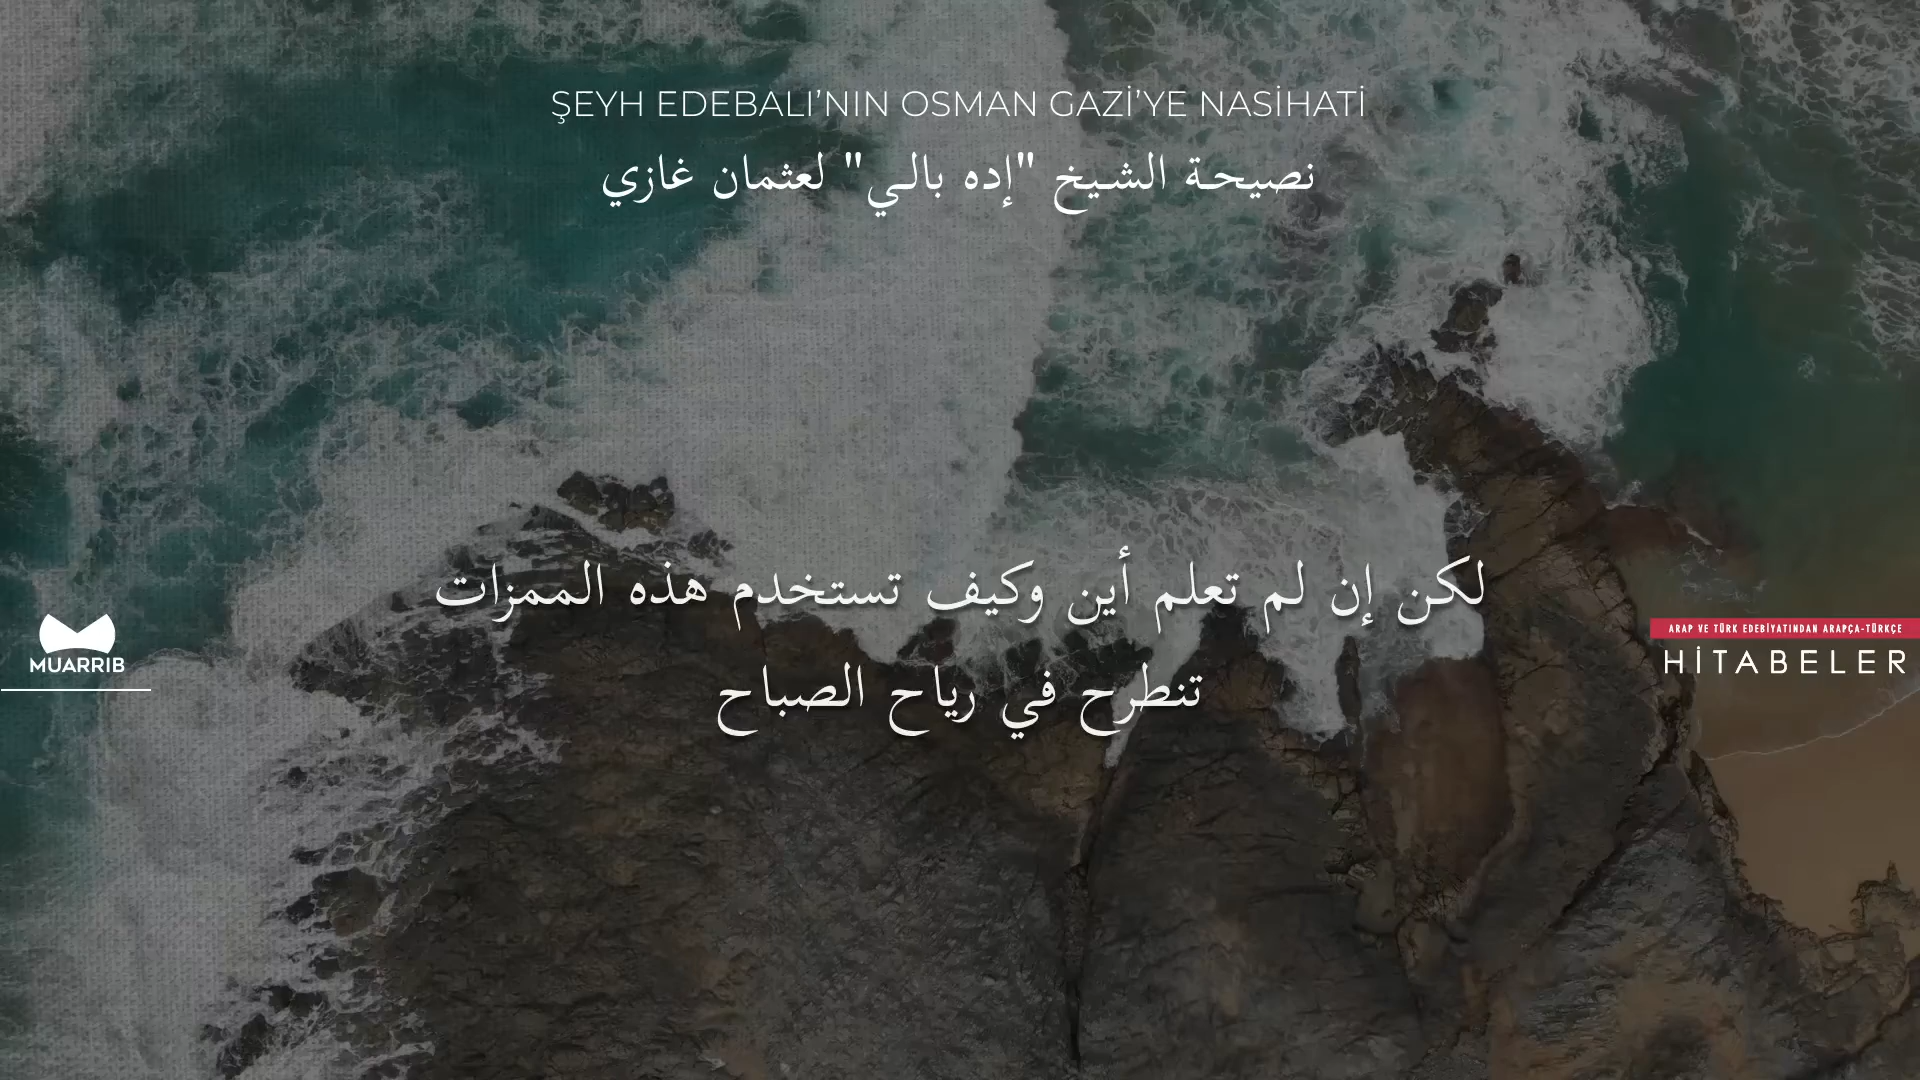 ŞEYH EDEBALI’NIN OSMAN GAZİ’YE NASİHATİ
نصيحة الشيخ "إده بالي" لعثمان غازي
لكن إن لم تعلم أين وكيف تستخدم هذه الممزات
تنطرح في رياح الصباح
MUARRIB
ARAP VE TÜRK EDEBİYATINDAN ARAPÇA-TÜRKÇE
HİTABELER